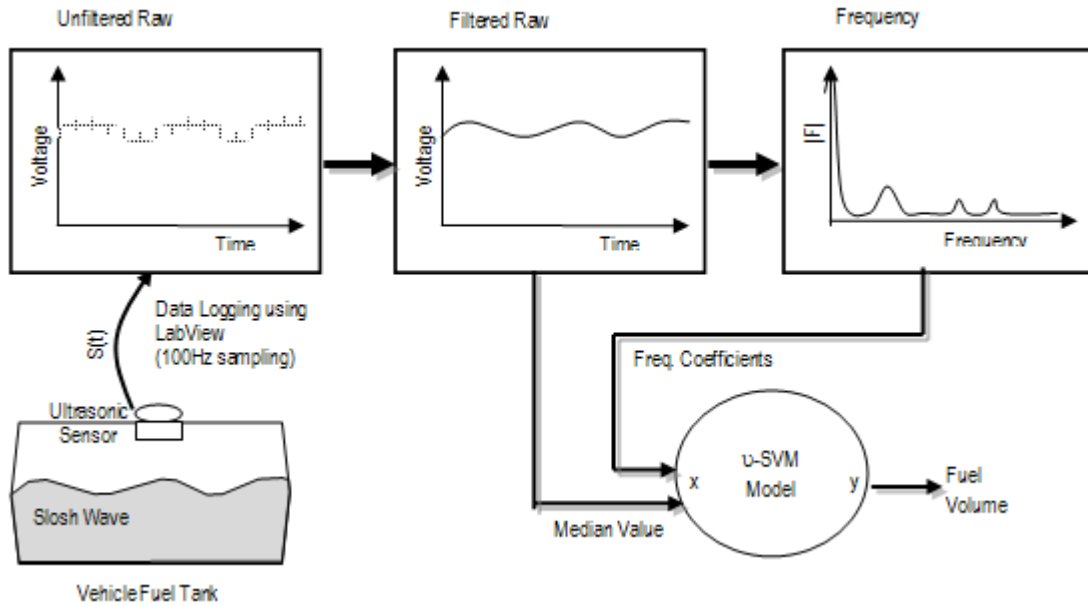 Unfiltered Raw
Filtered Raw
Frequency
Voltage
Time
Voltage
Time
|F|
Frequency
S(t)
Data Logging using
LabView
(100Hz sampling)
Freq. Coefficients
Ultrasonic
Sensor
Slosh Wave
Vehicle Fuel Tank
Median Value
x
υ-SVM
Model
y
Fuel
Volume